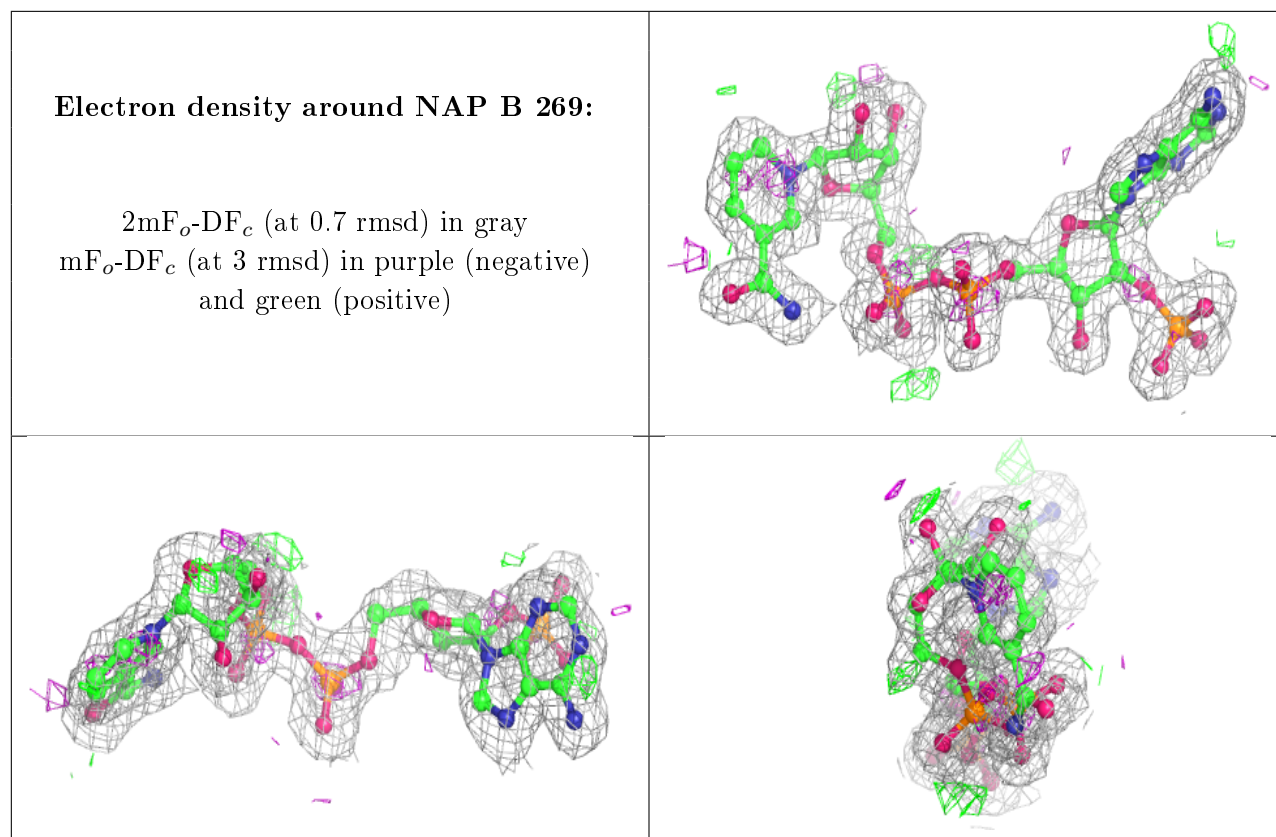 Electron density around NAP B 269:
2mFo-DFc (at 0.7 rmsd) in gray
mFo-DFc (at 3 rmsd) in purple (negative)
and green (positive)